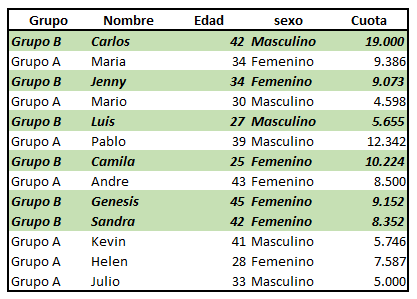 Grupo Nombre Edad sexo Cuota
Grupo B Carlos 42 Masculino 19.000
Grupo A Maria 34 Femenino 9.386
Grupo B Jenny 34 Femenino 9.073
Grupo A Mario 30 Masculino 4.598
Grupo B Luis 27 Masculino 5.655
Grupo A Pablo 39 Masculino 12.342
Grupo B Camila 25 Femenino 10.224
Grupo A Andre 43 Femenino 8.500
Grupo B Genesis 45 Femenino 9.152
Grupo B Sandra 42 Femenino 8.352
Grupo A Kevin 41 Masculino 5.746
Grupo A Helen 28 Femenino 7.587
Grupo A Julio 33 Masculino 5.000